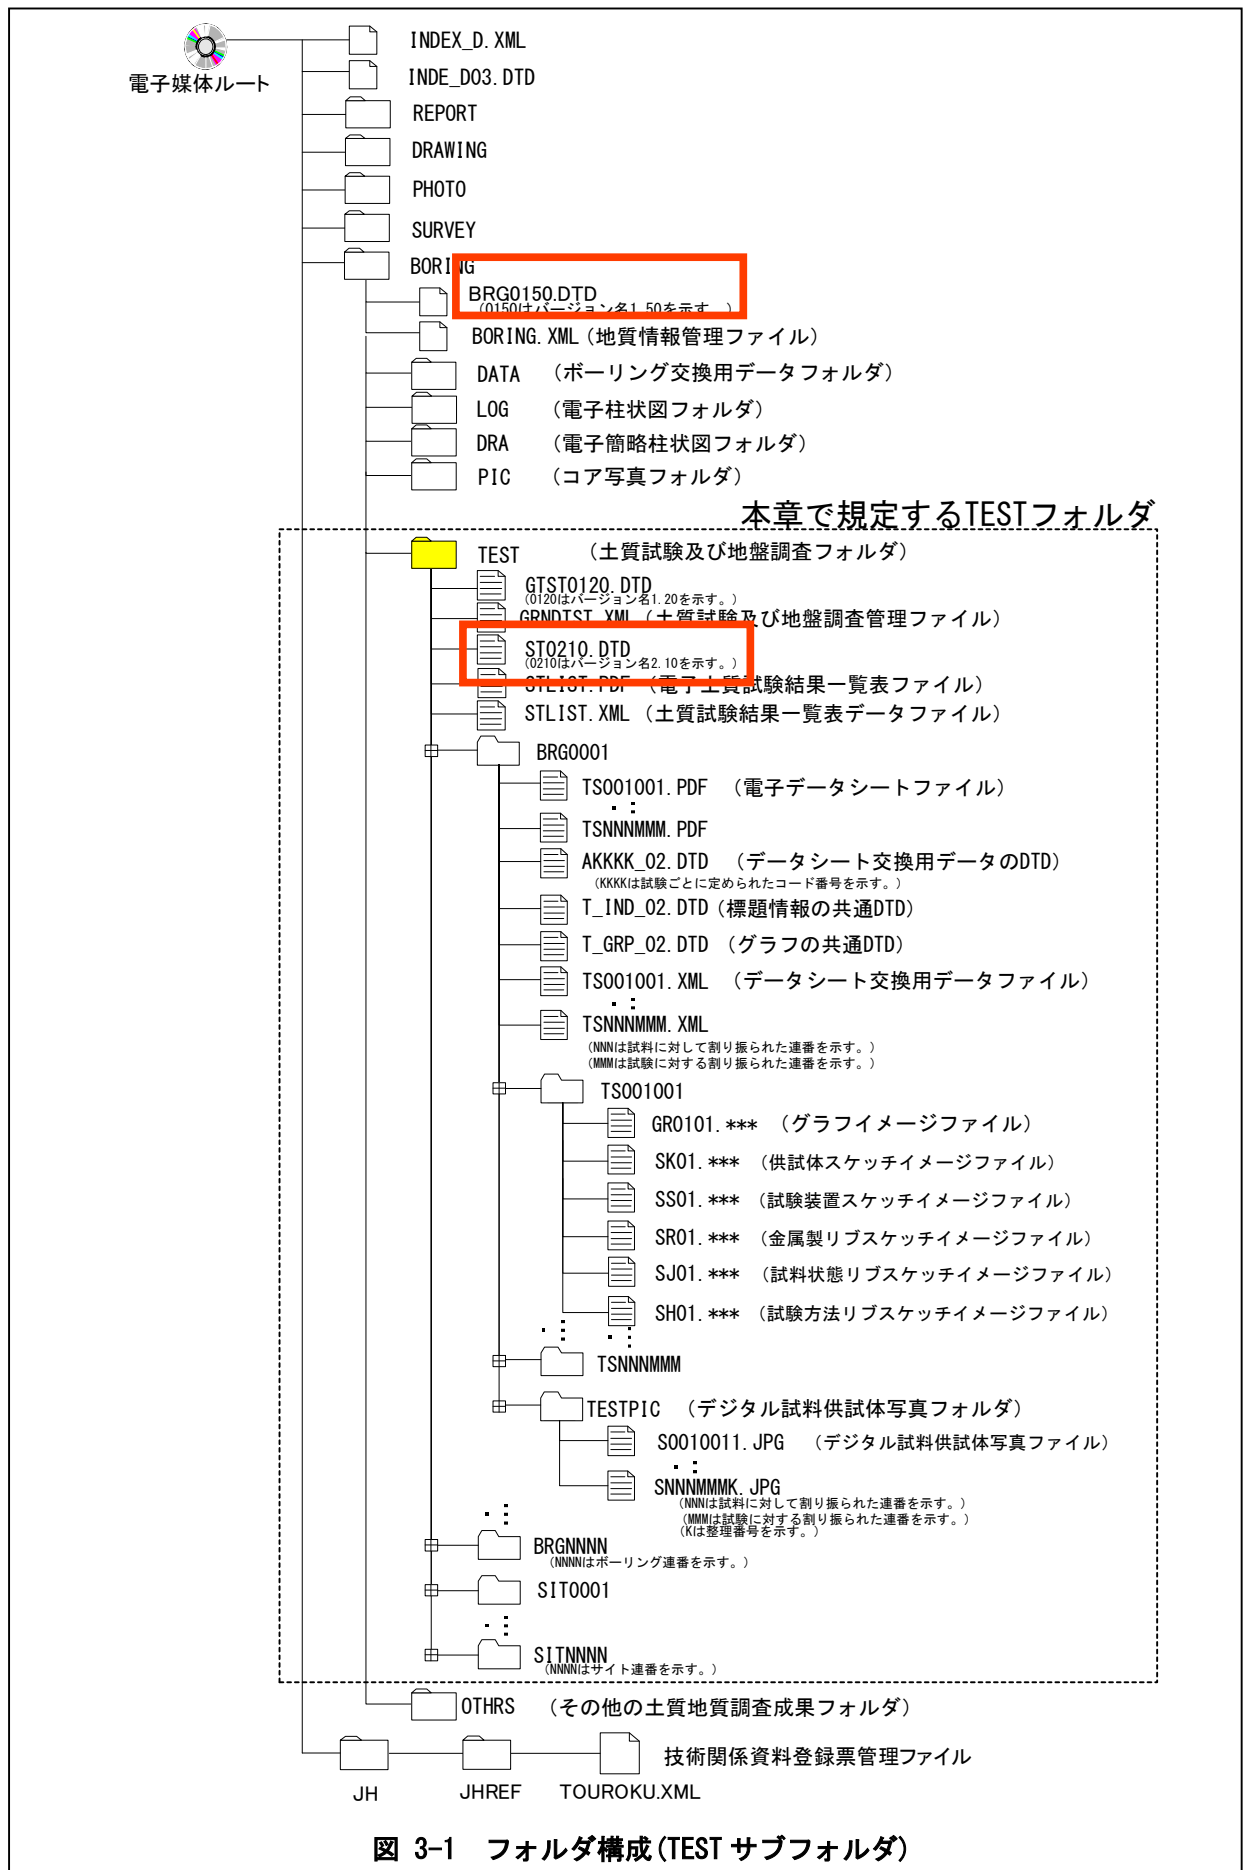 電子媒体ルート
INDEX_D.XML
INDE_D03.DTD
REPORT
DRAWING
PHOTO
SURVEY
BORING
BRG0150.DTD
(0150はバージョン名1.50を示す。)
BORING.XML(地質情報管理ファイル)
DATA (ボーリング交換用データフォルダ)
LOG (電子柱状図フォルダ)
DRA (電子簡略柱状図フォルダ)
PIC (コア写真フォルダ)
本章で規定するTESTフォルダ
TEST (土質試験及び地盤調査フォルダ)
GTST0120.DTD
(0120はバージョン名1.20を示す。)
GRNDTST.XML(土質試験及び地盤調査管理ファイル)
ST0210.DTD
(0210はバージョン名2.10を示す。)
STLIST.PDF (電子土質試験結果一覧表ファイル)
STLIST.XML (土質試験結果一覧表データファイル)
BRG0001
TS001001.PDF (電子データシートファイル)
TSNNNMMM.PDF
AKKKK_02.DTD (データシート交換用データのDTD)
(KKKKは試験ごとに定められたコード番号を示す。)
T_IND_02.DTD(標題情報の共通DTD)
T_GRP_02.DTD (グラフの共通DTD)
TS001001.XML (データシート交換用データファイル)
TSNNNMMM.XML
(NNNは試料に対して割り振られた連番を示す。)
(MMMは試験に対する割り振られた連番を示す。)
TS001001
GR0101.*** (グラフイメージファイル)
SK01.*** (供試体スケッチイメージファイル)
SS01.*** (試験装置スケッチイメージファイル)
SR01.*** (金属製リブスケッチイメージファイル)
SJ01.*** (試料状態リブスケッチイメージファイル)
SH01.*** (試験方法リブスケッチイメージファイル)
TSNNNMMM
TESTPIC (デジタル試料供試体写真フォルダ)
S0010011.JPG (デジタル試料供試体写真ファイル)
SNNNMMMK.JPG
(NNNは試料に対して割り振られた連番を示す。)
(MMMは試験に対する割り振られた連番を示す。)
(Kは整理番号を示す。)
BRGNNNN
(NNNNはボーリング連番を示す。)
SIT0001
SITNNNN
(NNNNはサイト連番を示す。)
OTHRS (その他の土質地質調査成果フォルダ)
技術関係資料登録票管理ファイル
JH JHREF TOUROKU.XML
図 3-1 フォルダ構成(TEST サブフォルダ)